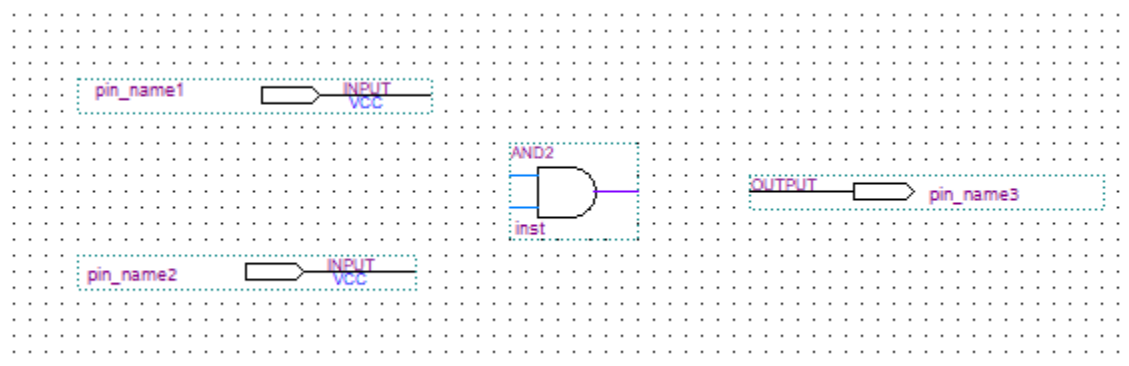 pin_name1
INPUT
VCC
AND2
inst
OUTPUT
pin_name3
pin_name2
INPUT
VCC